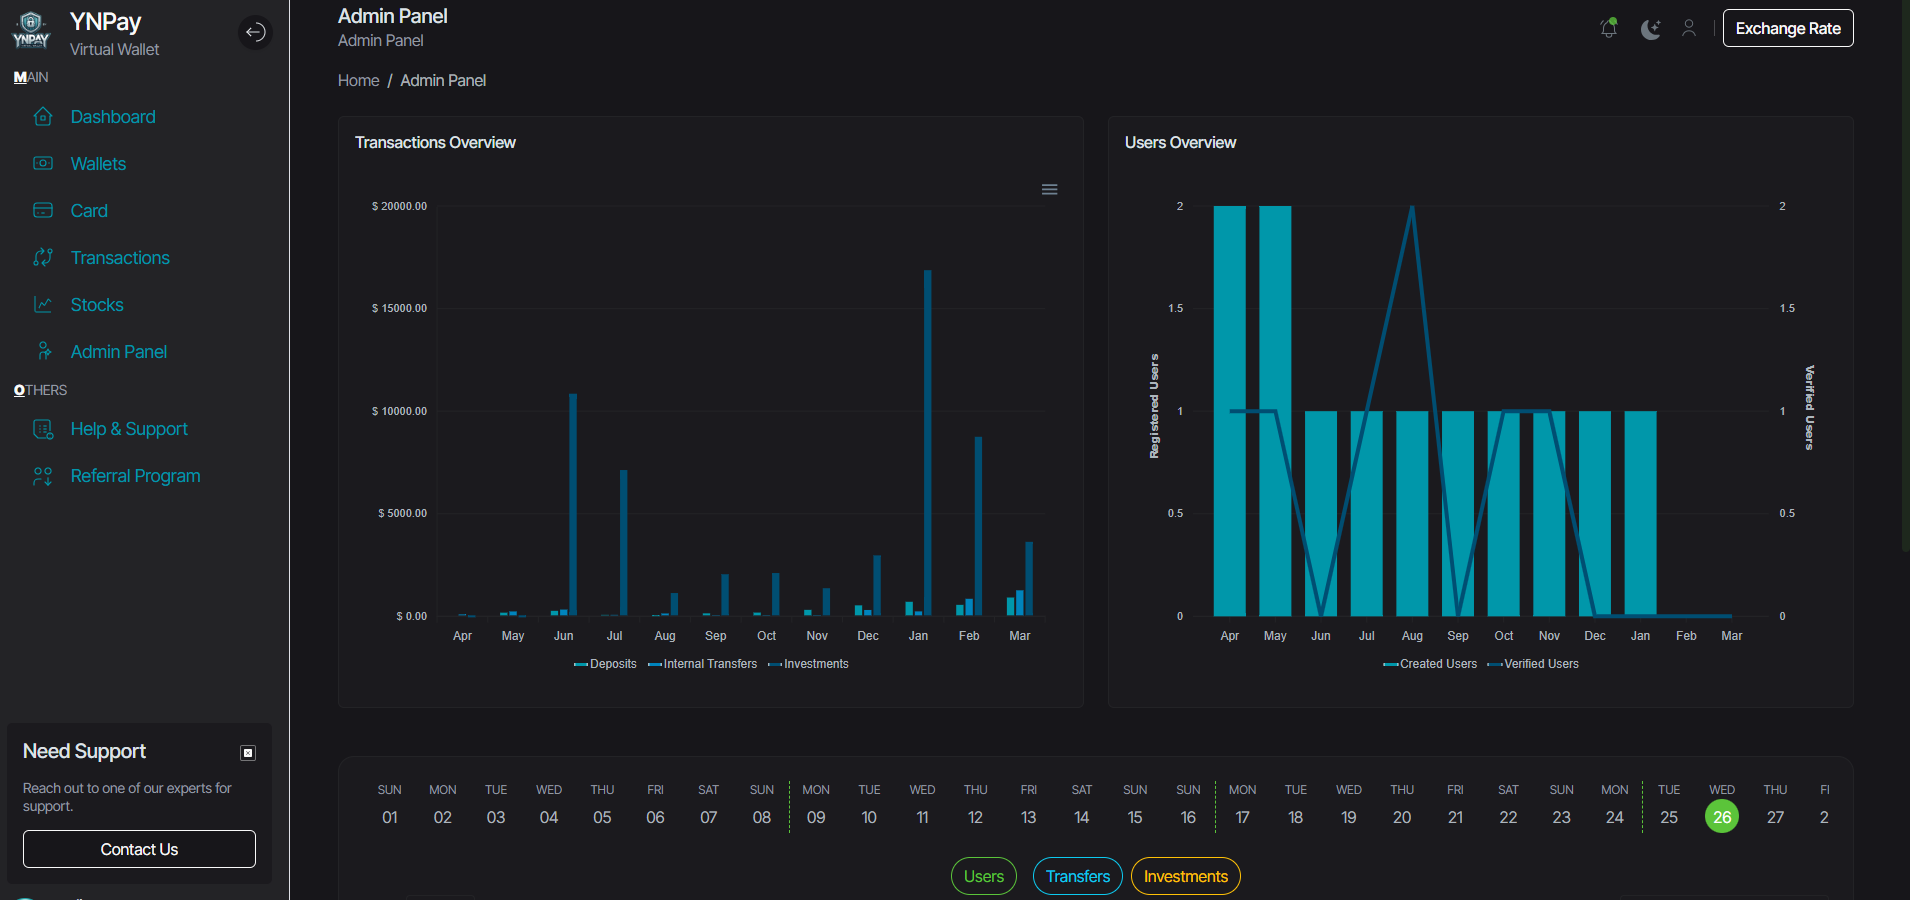 YNPay
Virtual Wallet
YNPAY
MAIN
Dashboard
Wallets
Card
Transactions
Stocks
Admin Panel
OTHERS
Help & Support
Referral Program
Need Support
Reach out to one of our experts for
support.
Contact Us
Admin Panel
Admin Panel
Exchange Rate
Home / Admin Panel
Transactions Overview
$ 20000.00
$ 15000.00
$ 10000.00
$ 5000.00
$ 0.00
Apr May Jun Jul Aug Sep Oct Nov Dec Jan Feb Mar
Deposits Internal Transfers Investments
Users Overview
2 2
1.5 1.5
1 1
0.5 0.5
0 0
Registered Users
Verified Users
Apr May Jun Jul Aug Sep Oct Nov Dec Jan Feb Mar
Created Users Verified Users
SUN MON TUE WED THU FRI SAT SUN MON TUE WED THU FRI SAT SUN SUN MON TUE WED THU FRI SAT SUN MON TUE WED THU FI
01 02 03 04 05 06 07 08 09 10 11 12 13 14 15 16 17 18 19 20 21 22 23 24 25 26 27 2
Users Transfers Investments